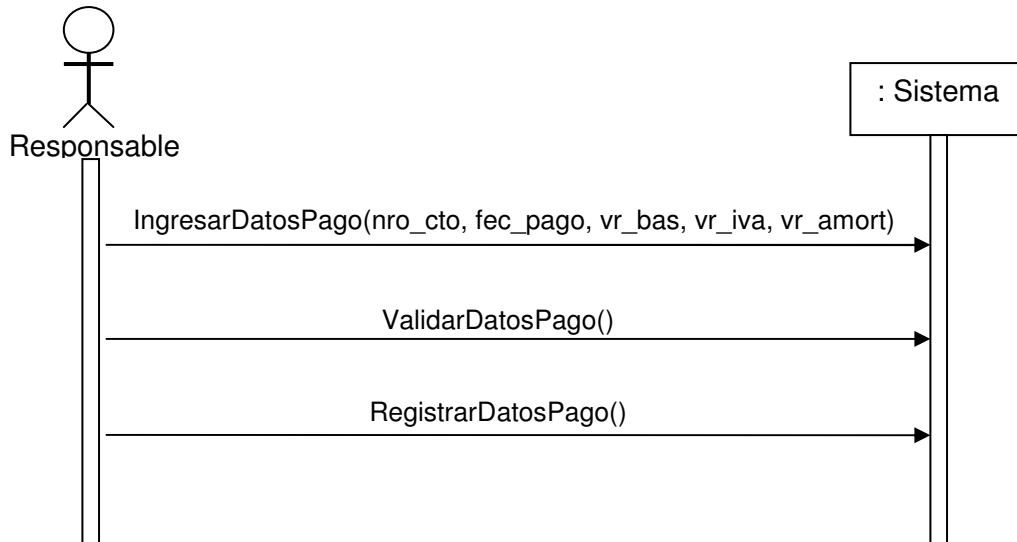 : Sistema
Responsable
IngresarDatosPago(nro_cto, fec_pago, vr_bas, vr_iva, vr_amort)
ValidarDatosPago()
RegistrarDatosPago()